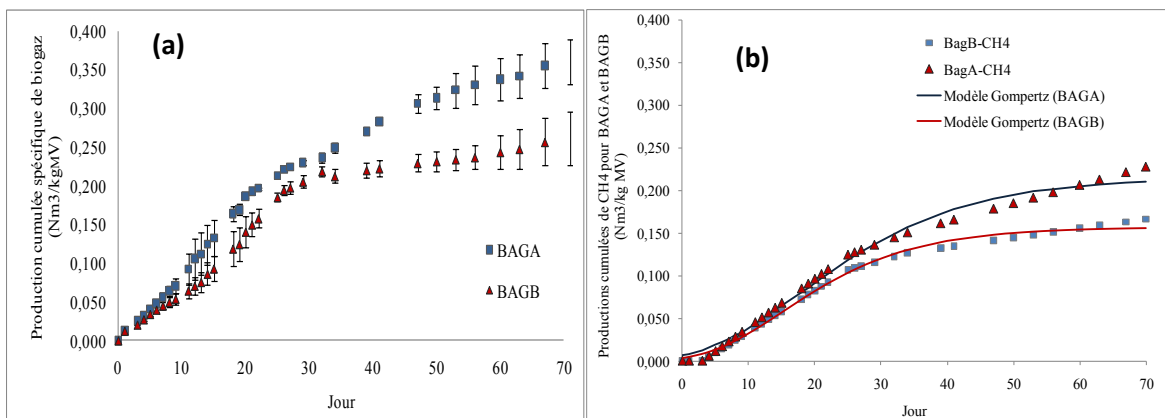 (a)
Production cumulée spécifique de biogaz
(Nm3/kgMV)
0,400
0,350
0,300
0,250
0,200
0,150
0,100
0,050
0,000
BAGA
BAGB
0 10 20 30 40 50 60 70
Jour
(b)
Productions cumulées de CH4 pour BAGA et BAGB
(Nm3/kg MV)
0,400
0,350
0,300
0,250
0,200
0,150
0,100
0,050
0,000
BagB-CH4
BagA-CH4
Modèle Gompertz (BAGA)
Modèle Gompertz (BAGB)
0 10 20 30 40 50 60 70
Jour